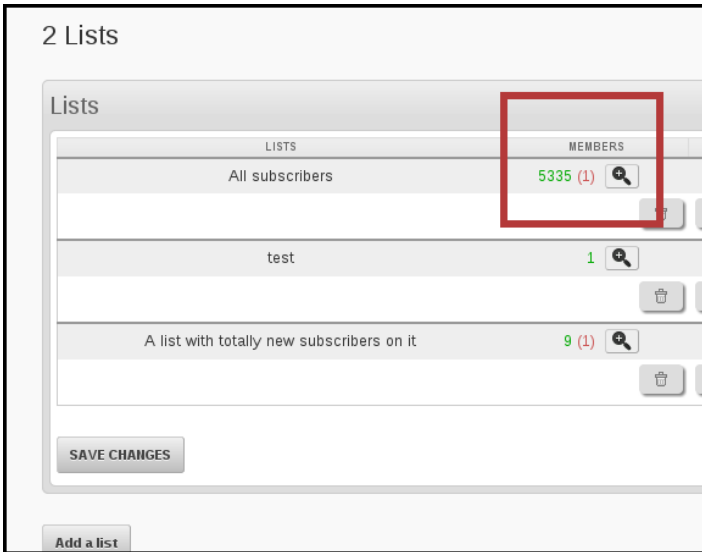 2 Lists
Lists
LISTS MEMBERS
All subscribers 5335 (1)
test 1
A list with totally new subscribers on it 9 (1)
SAVE CHANGES
Add a list